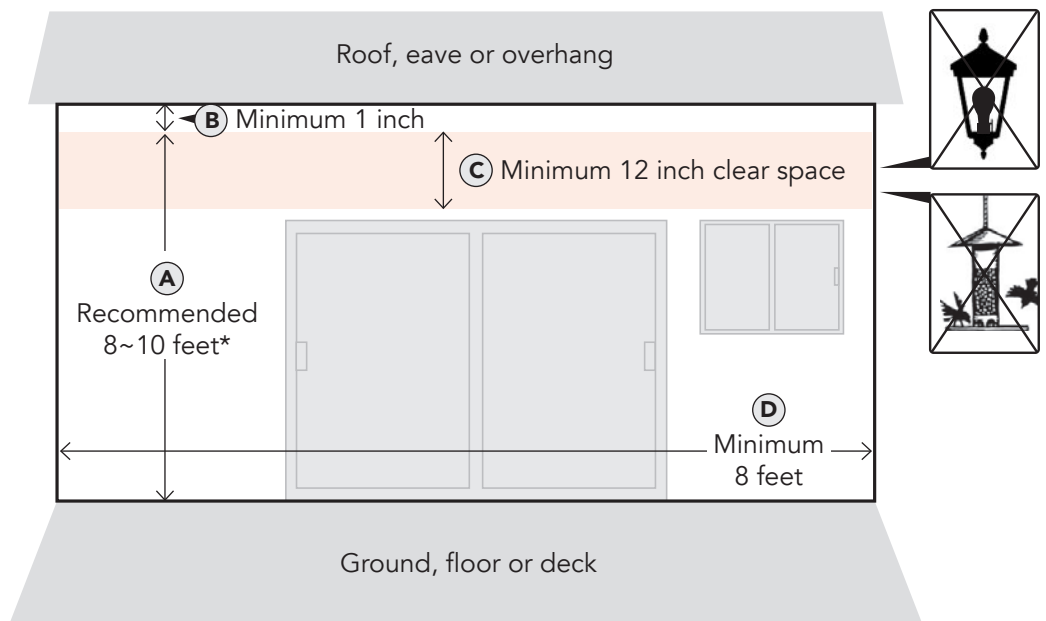 Roof, eave or overhang
B Minimum 1 inch
C Minimum 12 inch clear space
A
Recommended
8~10 feet*
D
Minimum
8 feet
Ground, floor or deck